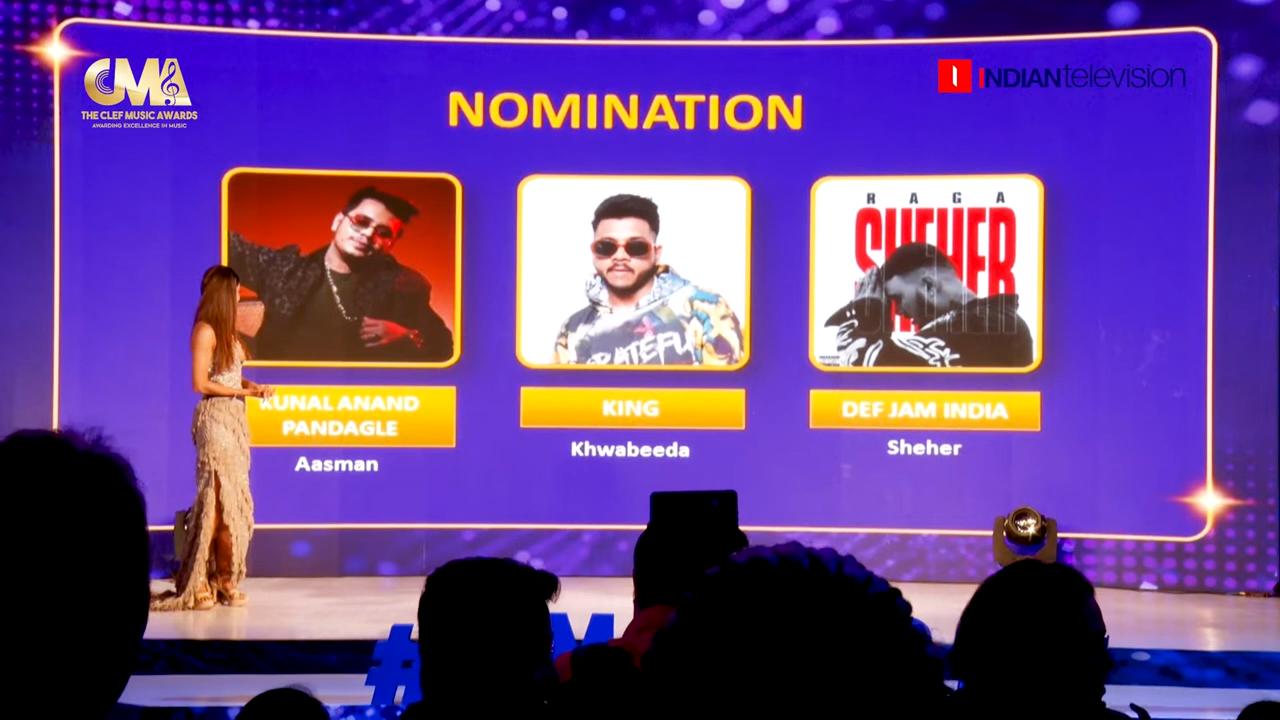 CMA
THE CLEF MUSIC AWARDS
AWARDING EXCELLENCE IN MUSIC
INDIANtelevision
NOMINATION
GRATEFU
RAGA
SHEHER
KUNAL ANAND
PANDAGLE
Aasman
KING
Khwabeeda
DEF JAM INDIA
Sheher
#
M